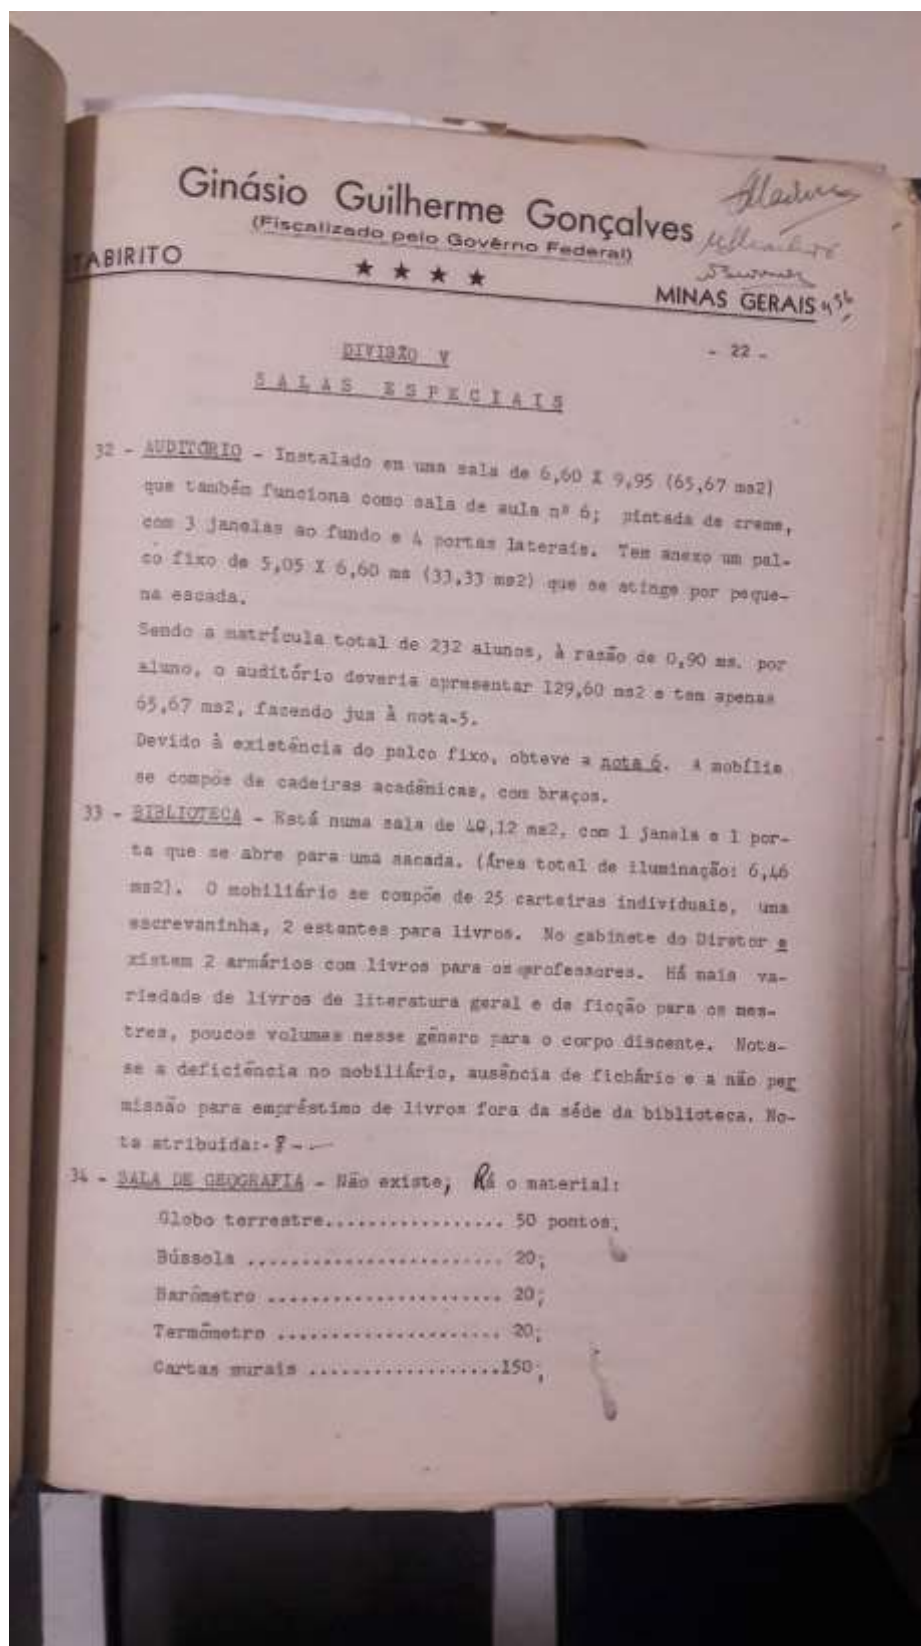 Ginásio Guilherme Gonçalves
(Fiscalizado pelo Govêrno Federal)
TABIRITO
★ ★ ★ ★
MINAS GERAIS
DIVISÃO V
- 22 -
SALAS ESPECIAIS
32 - AUDITÓRIO - Instalado em uma sala de 6,60 X 9,95 (65,67 ms2)
que também funciona como sala de aula nº 6; pintada de creme,
com 3 janelas ao fundo e 4 portas laterais. Tem anexo um pal-
co fixo de 5,05 X 6,60 ms (33,33 ms2) que se atinge por peque-
na escada.
Sendo a matrícula total de 232 alunos, à rasão de 0,90 ms. por
aluno, o auditório deveria apresentar 129,60 ms2 e tem apenas
65,67 ms2, fazendo jus à nota-5.
Devido à existência do palco fixo, obteve a nota 6. A mobília
se compõe de cadeiras acadêmicas, com braços.
33 - BIBLIOTECA - Está numa sala de 40,12 ms2, com 1 janela e 1 por-
ta que se abre para uma sacada. (Área total de iluminação: 6,46
ms2). O mobiliário se compõe de 25 carteiras individuais, uma
escrevaninha, 2 estantes para livros. No gabinete do Diretor e
xistem 2 armários com livros para os professores. Há mais va-
riedade de livros de literatura geral e de ficção para os mes-
tres, poucos volumes nesse gênero para o corpo discente. Nota-
se a deficiência no mobiliário, ausência de fichário e a não per
missão para empréstimo de livros fora da séde da biblioteca. No-
ta atribuída:-
34 - SALA DE GEOGRAFIA - Não existe, Há o material:
Globo terrestre................. 50 pontos;
Bússola ........................ 20;
Barômetro ...................... 20;
Termômetro ..................... 20;
Cartas murais ..................150;